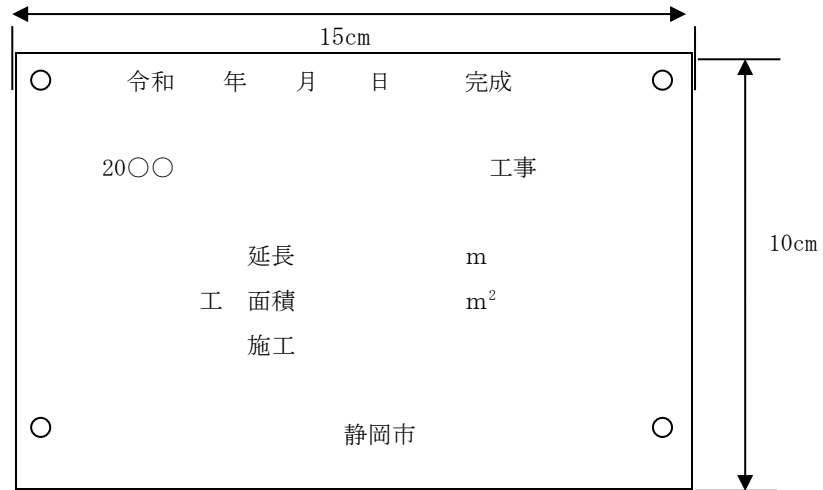 15cm
令和 年 月 日 完成
20〇〇 工事
10cm
延長 m
工 面積 m²
施工
静岡市